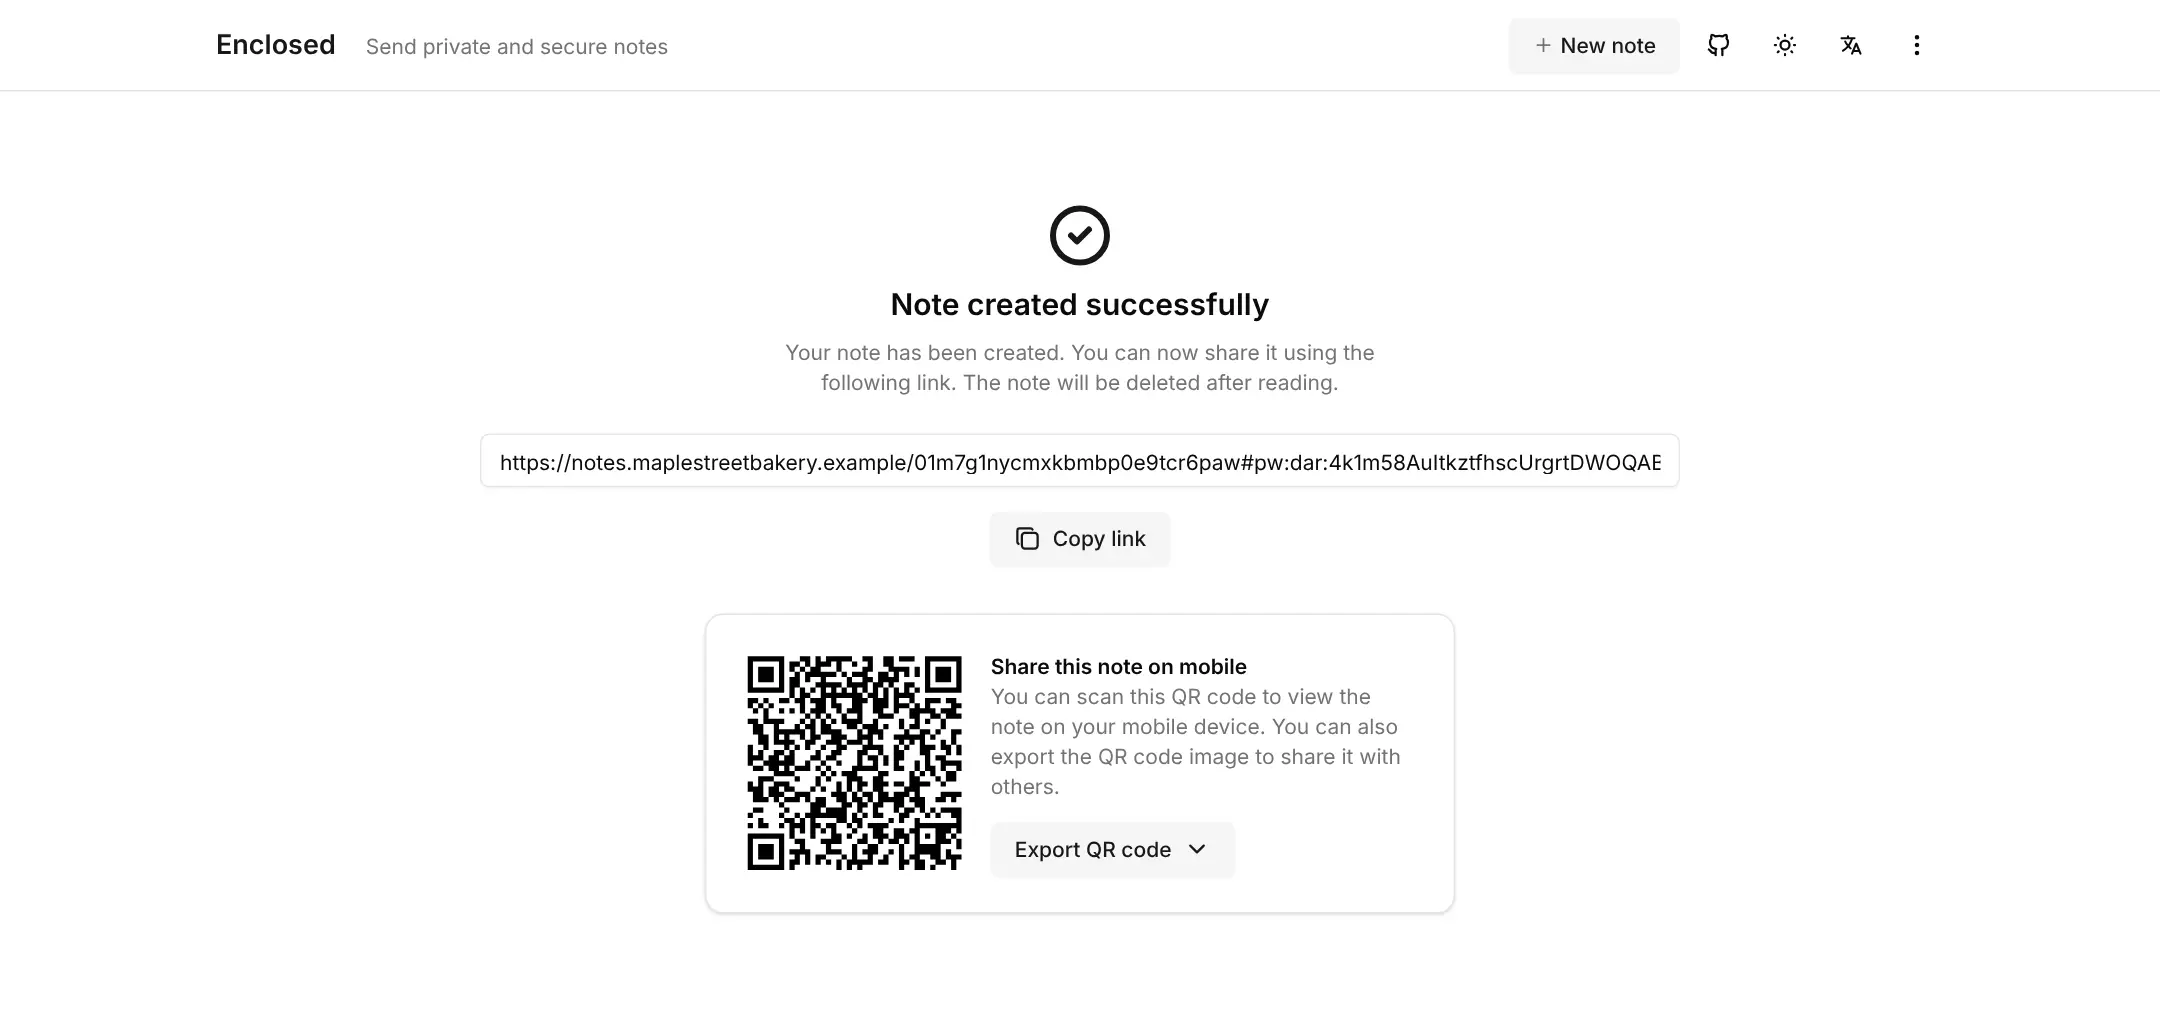 Enclosed
Send private and secure notes
New note
Note created successfully
Your note has been created. You can now share it using the
following link. The note will be deleted after reading.
https://notes.maplestreetbakery.example/01m7g1nycmxkbmbp0e9tcr6paw#pw:dar:4k1m58AuItkztfhscUrgrtDWOQAE
Copy link
Share this note on mobile
You can scan this QR code to view the
note on your mobile device. You can also
export the QR code image to share it with
others.
Export QR code